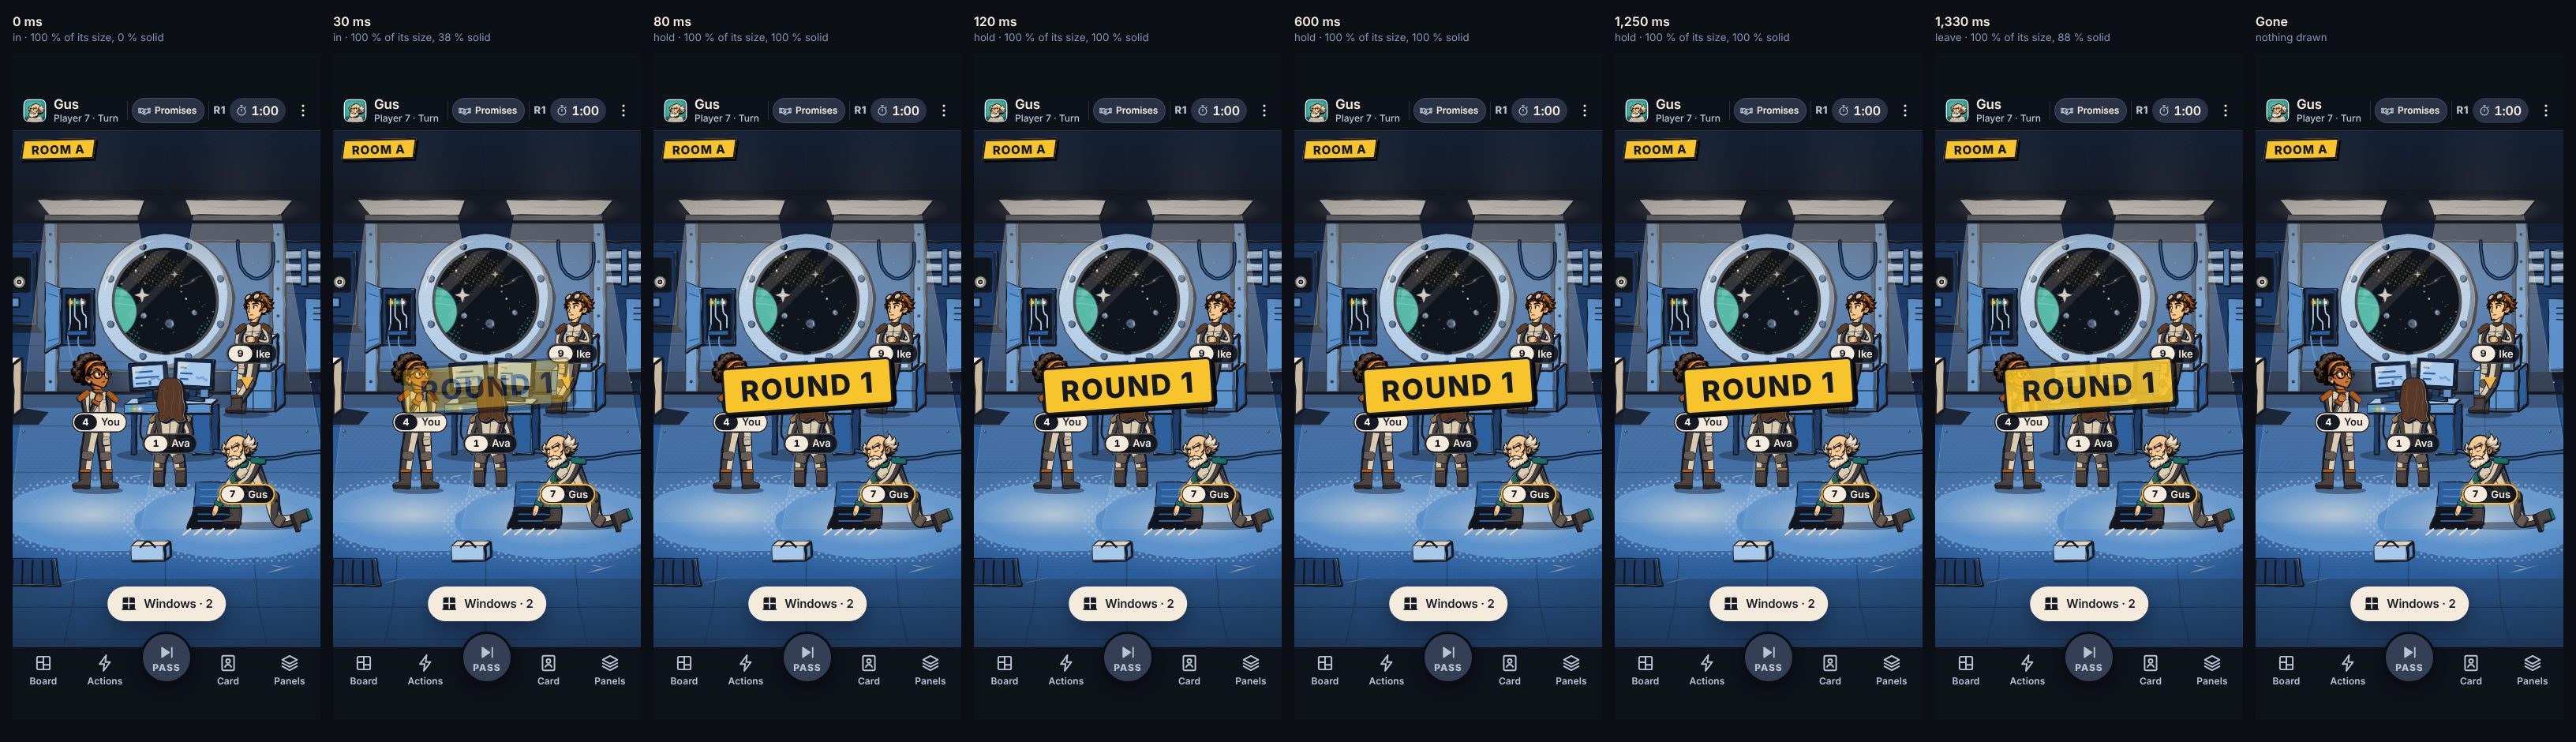 0 ms
in · 100 % of its size, 0 % solid
Gus
Player 7 · Turn
Promises
R1
1:00
ROOM A
9 Ike
4 You
1 Ava
7 Gus
Windows · 2
Board
Actions
PASS
Card
Panels
30 ms
in · 100 % of its size, 38 % solid
Gus
Player 7 · Turn
Promises
R1
1:00
ROOM A
9 Ike
ROUND 1
4 You
1 Ava
7 Gus
Windows · 2
Board
Actions
PASS
Card
Panels
80 ms
hold · 100 % of its size, 100 % solid
Gus
Player 7 · Turn
Promises
R1
1:00
ROOM A
9 Ike
ROUND 1
4 You
1 Ava
7 Gus
Windows · 2
Board
Actions
PASS
Card
Panels
120 ms
hold · 100 % of its size, 100 % solid
Gus
Player 7 · Turn
Promises
R1
1:00
ROOM A
9 Ike
ROUND 1
4 You
1 Ava
7 Gus
Windows · 2
Board
Actions
PASS
Card
Panels
600 ms
hold · 100 % of its size, 100 % solid
Gus
Player 7 · Turn
Promises
R1
1:00
ROOM A
9 Ike
ROUND 1
4 You
1 Ava
7 Gus
Windows · 2
Board
Actions
PASS
Card
Panels
1,250 ms
hold · 100 % of its size, 100 % solid
Gus
Player 7 · Turn
Promises
R1
1:00
ROOM A
9 Ike
ROUND 1
4 You
1 Ava
7 Gus
Windows · 2
Board
Actions
PASS
Card
Panels
1,330 ms
leave · 100 % of its size, 88 % solid
Gus
Player 7 · Turn
Promises
R1
1:00
ROOM A
9 Ike
ROUND 1
4 You
1 Ava
7 Gus
Windows · 2
Board
Actions
PASS
Card
Panels
Gone
nothing drawn
Gus
Player 7 · Turn
Promises
R1
1:00
ROOM A
9 Ike
4 You
1 Ava
7 Gus
Windows · 2
Board
Actions
PASS
Card
Panels